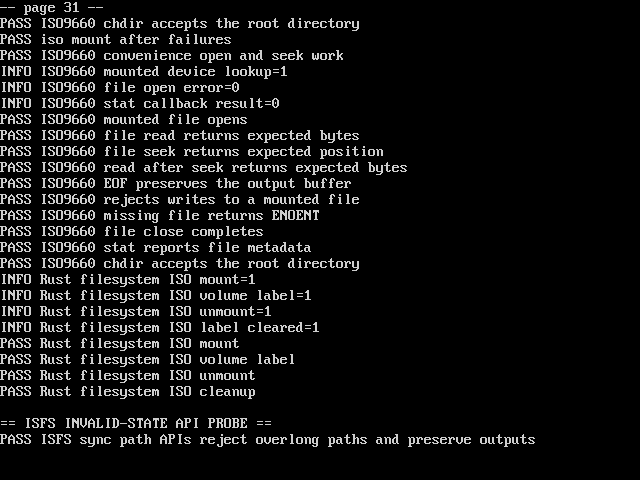 -- page 31 --
PASS ISO9660 chdir accepts the root directory
PASS iso mount after failures
PASS ISO9660 convenience open and seek work
INFO ISO9660 mounted device lookup=1
INFO ISO9660 file open error=0
INFO ISO9660 stat callback result=0
PASS ISO9660 mounted file opens
PASS ISO9660 file read returns expected bytes
PASS ISO9660 file seek returns expected position
PASS ISO9660 read after seek returns expected bytes
PASS ISO9660 EOF preserves the output buffer
PASS ISO9660 rejects writes to a mounted file
PASS ISO9660 missing file returns ENOENT
PASS ISO9660 file close completes
PASS ISO9660 stat reports file metadata
PASS ISO9660 chdir accepts the root directory
INFO Rust filesystem ISO mount=1
INFO Rust filesystem ISO volume label=1
INFO Rust filesystem ISO unmount=1
INFO Rust filesystem ISO label cleared=1
PASS Rust filesystem ISO mount
PASS Rust filesystem ISO volume label
PASS Rust filesystem ISO unmount
PASS Rust filesystem ISO cleanup
== ISFS INVALID-STATE API PROBE ==
PASS ISFS sync path APIs reject overlong paths and preserve outputs